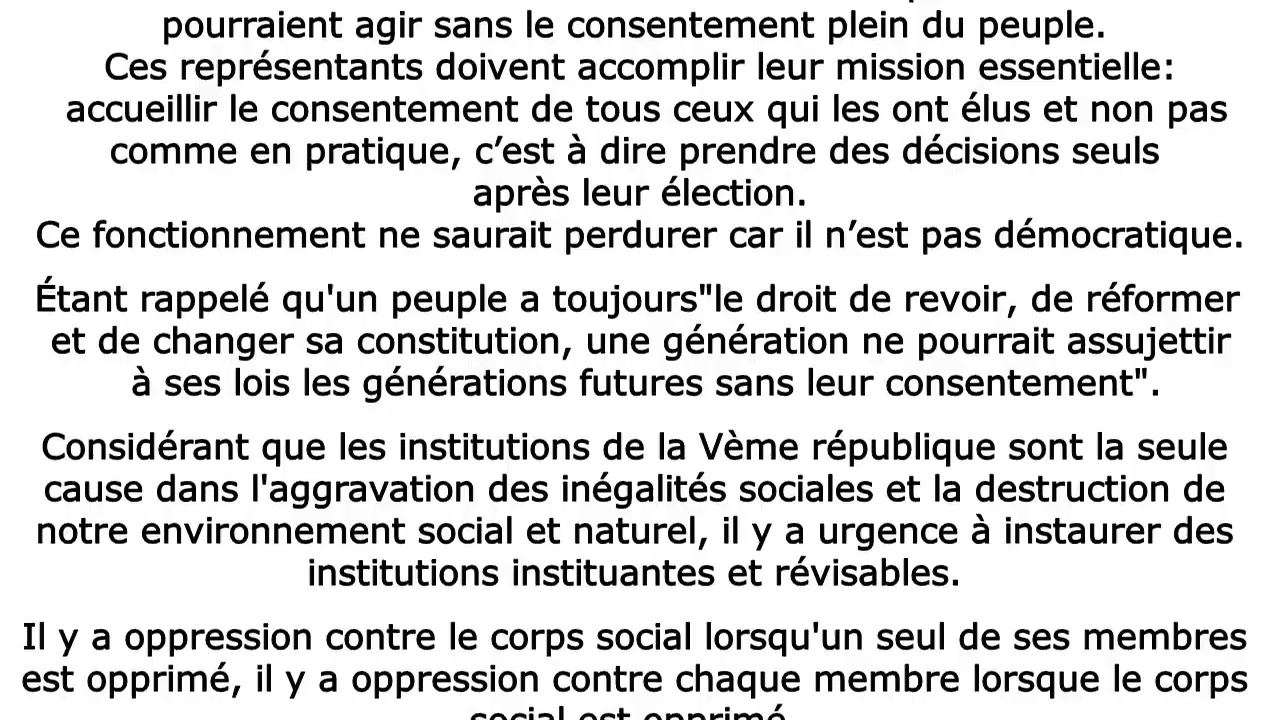 pourraient agir sans le consentement plein du peuple.
Ces représentants doivent accomplir leur mission essentielle:
accueillir le consentement de tous ceux qui les ont élus et non pas
comme en pratique, c’est à dire prendre des décisions seuls
après leur élection.
Ce fonctionnement ne saurait perdurer car il n’est pas démocratique.
Étant rappelé qu'un peuple a toujours"le droit de revoir, de réformer
et de changer sa constitution, une génération ne pourrait assujettir
à ses lois les générations futures sans leur consentement".
Considérant que les institutions de la Vème république sont la seule
cause dans l'aggravation des inégalités sociales et la destruction de
notre environnement social et naturel, il y a urgence à instaurer des
institutions instituantes et révisables.
Il y a oppression contre le corps social lorsqu'un seul de ses membres
est opprimé, il y a oppression contre chaque membre lorsque le corps
social est opprimé